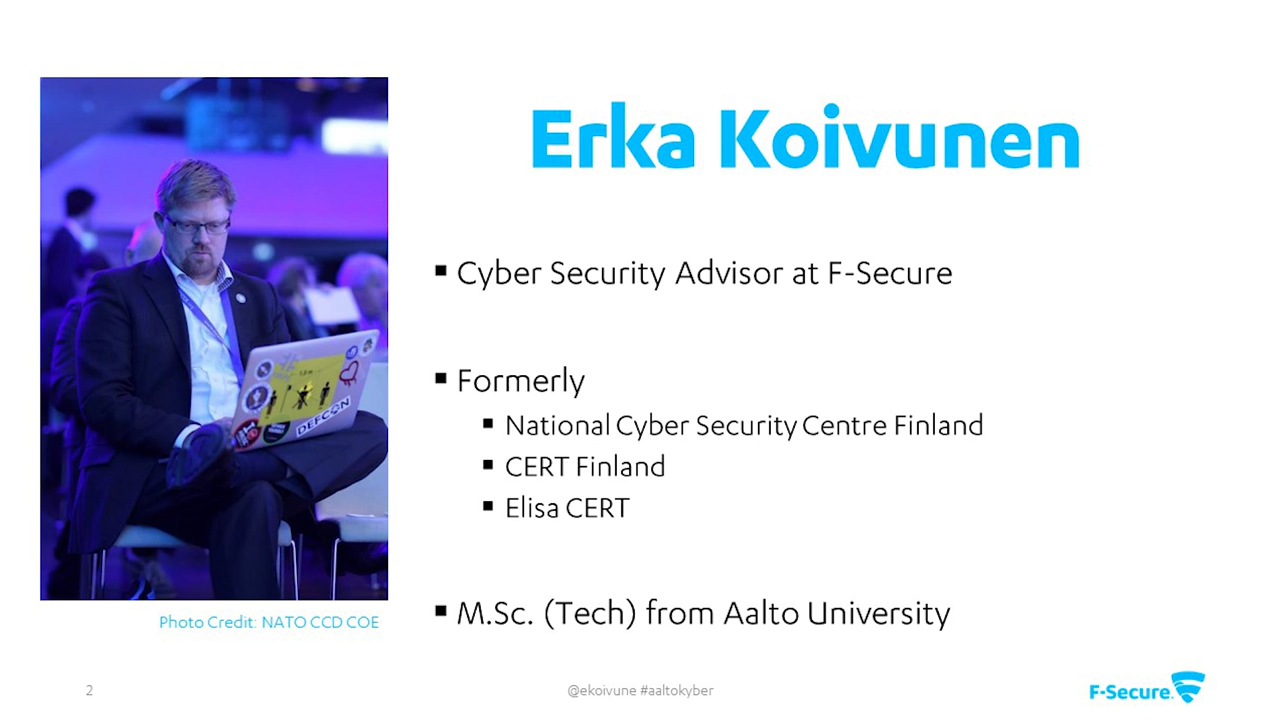 Erka Koivunen
Cyber Security Advisor at F-Secure
Formerly
National Cyber Security Centre Finland
CERT Finland
Elisa CERT
M.Sc. (Tech) from Aalto University
DEFCON
Photo Credit: NATO CCD COE
2
@ekoivune #aaltokyber
F-Secure.